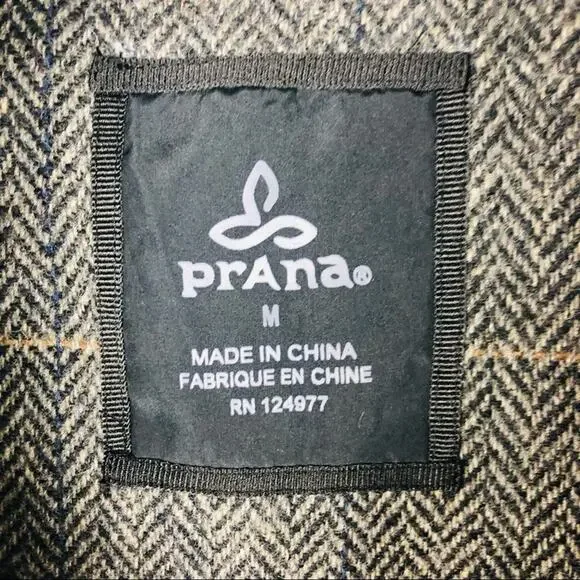 prAna®
M
MADE IN CHINA
FABRIQUE EN CHINE
RN 124977